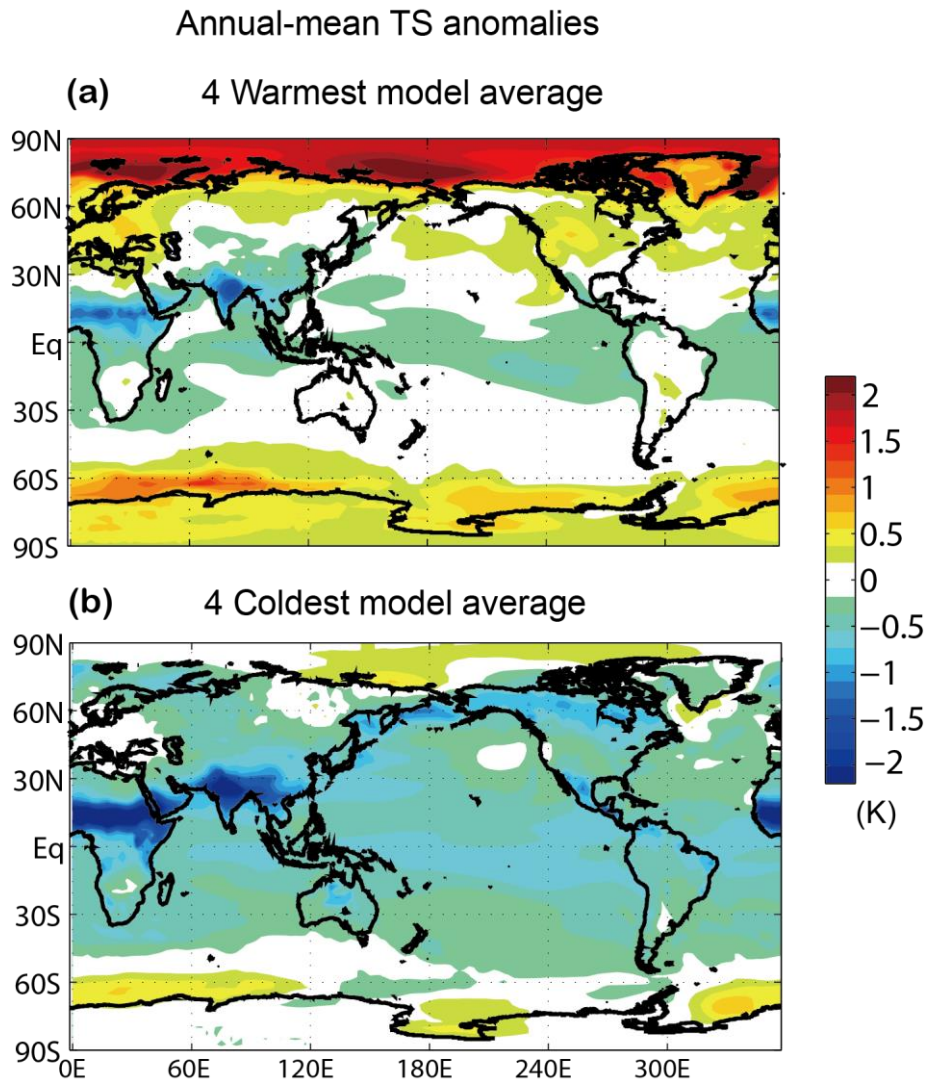 Annual-mean TS anomalies
(a) 4 Warmest model average
90N
60N
30N
Eq
30S
60S
90S
(b) 4 Coldest model average
90N
60N
30N
Eq
30S
60S
90S
0E 60E 120E 180E 240E 300E
2
1.5
1
0.5
0
−0.5
−1
−1.5
−2
(K)